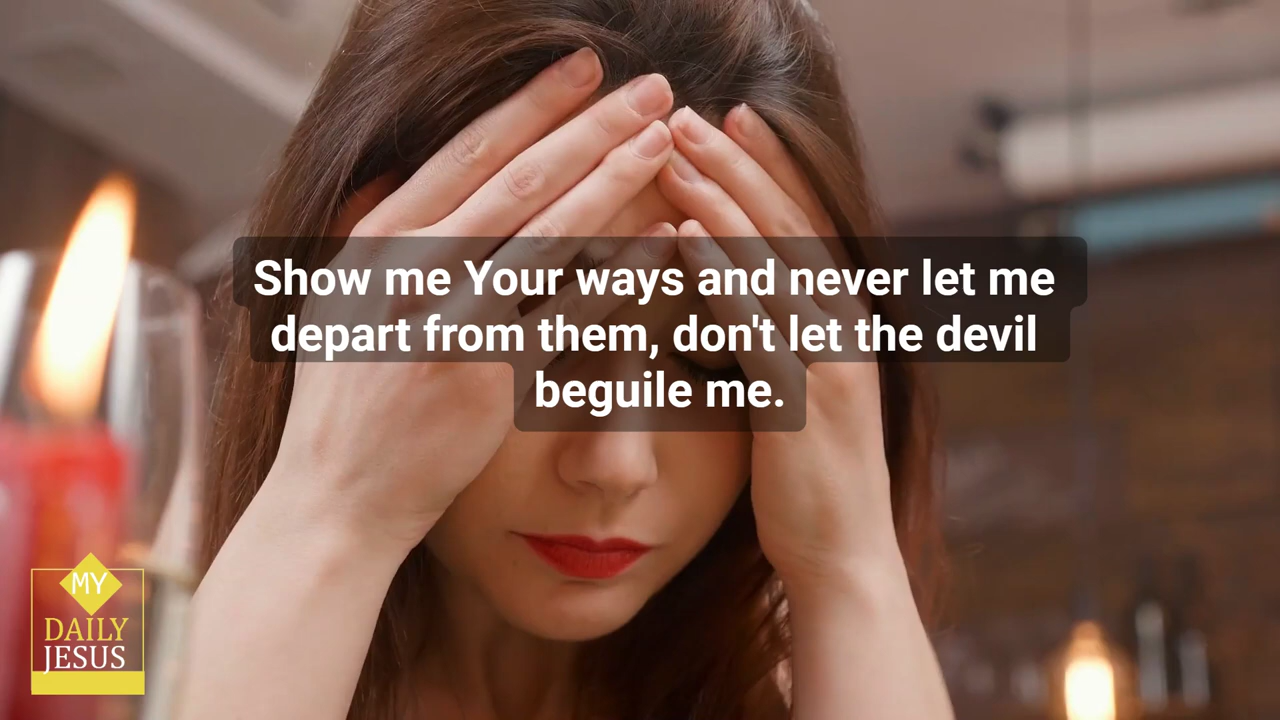 Show me Your ways and never let me
depart from them, don't let the devil
beguile me.
MY
DAILY
JESUS